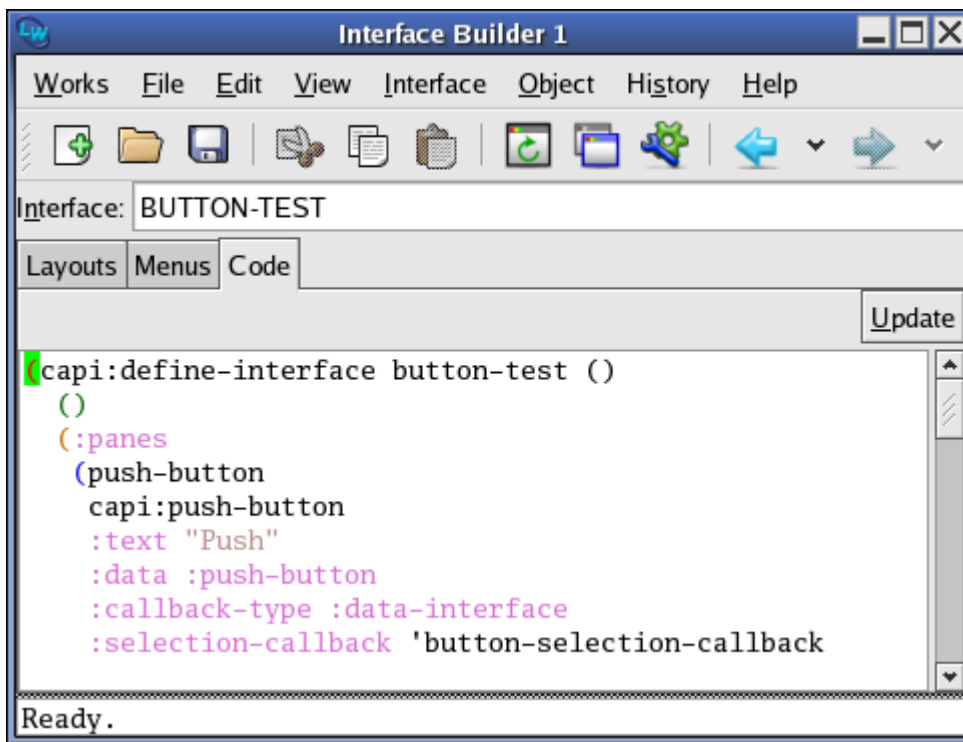 LW Interface Builder 1
Works File Edit View Interface Object History Help
Interface: BUTTON-TEST
Layouts Menus Code
Update
(capi:define-interface button-test ()
()
(:panes
(push-button
capi:push-button
:text "Push"
:data :push-button
:callback-type :data-interface
:selection-callback 'button-selection-callback
Ready.